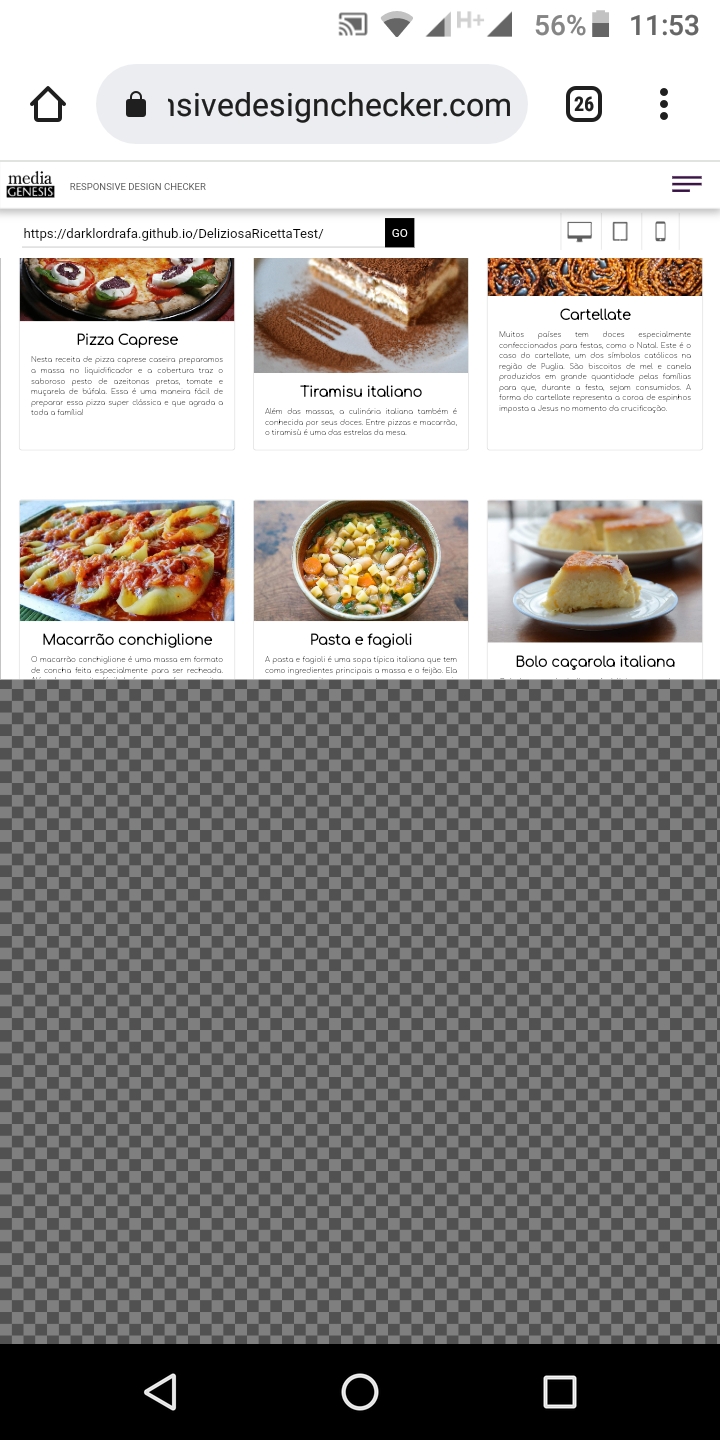 H+ 56% 11:53
nsivedesignchecker.com 26
media
GENESIS
RESPONSIVE DESIGN CHECKER
https://darklordrafa.github.io/DeliziosaRicettaTest/ GO
Pizza Caprese
Nesta receita de pizza caprese caseira preparamos
a massa no liquidificador e a cobertura traz o
saboroso pesto de azeitonas pretas, tomate e
muçarela de búfala. Essa é uma maneira fácil de
preparar essa pizza super clássica e que agrada a
toda a família!
Tiramisu italiano
Além das massas, a culinária italiana também é
conhecida por seus doces. Entre pizzas e macarrão,
o tiramisù é uma das estrelas da mesa.
Cartellate
Muitos países tem doces especialmente
confeccionados para festas, como o Natal. Este é o
caso do cartellate, um dos símbolos católicos na
região de Puglia. São biscoitos de mel e canela
produzidos em grande quantidade pelas famílias
para que, durante a festa, sejam consumidos. A
forma do cartellate representa a coroa de espinhos
imposta a Jesus no momento da crucificação.
Macarrão conchiglione
O macarrão conchiglione é uma massa em formato
de concha feita especialmente para ser recheada.
Pasta e fagioli
A pasta e fagioli é uma sopa típica italiana que tem
como ingredientes principais a massa e o feijão. Ela
Bolo caçarola italiana